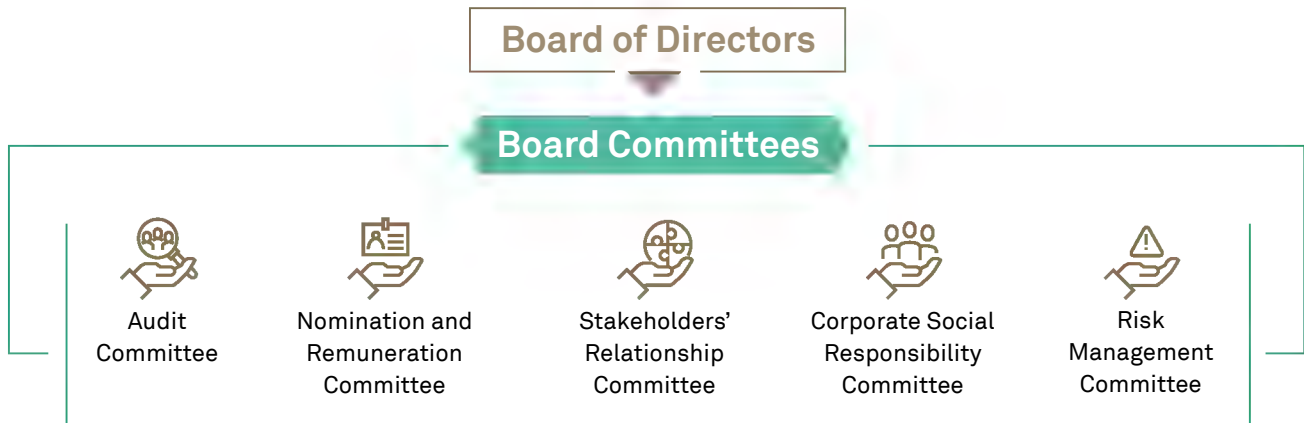 Board of Directors
Board Committees
Audit
Committee
Nomination and
Remuneration
Committee
Stakeholders’
Relationship
Committee
Corporate Social
Responsibility
Committee
Risk
Management
Committee